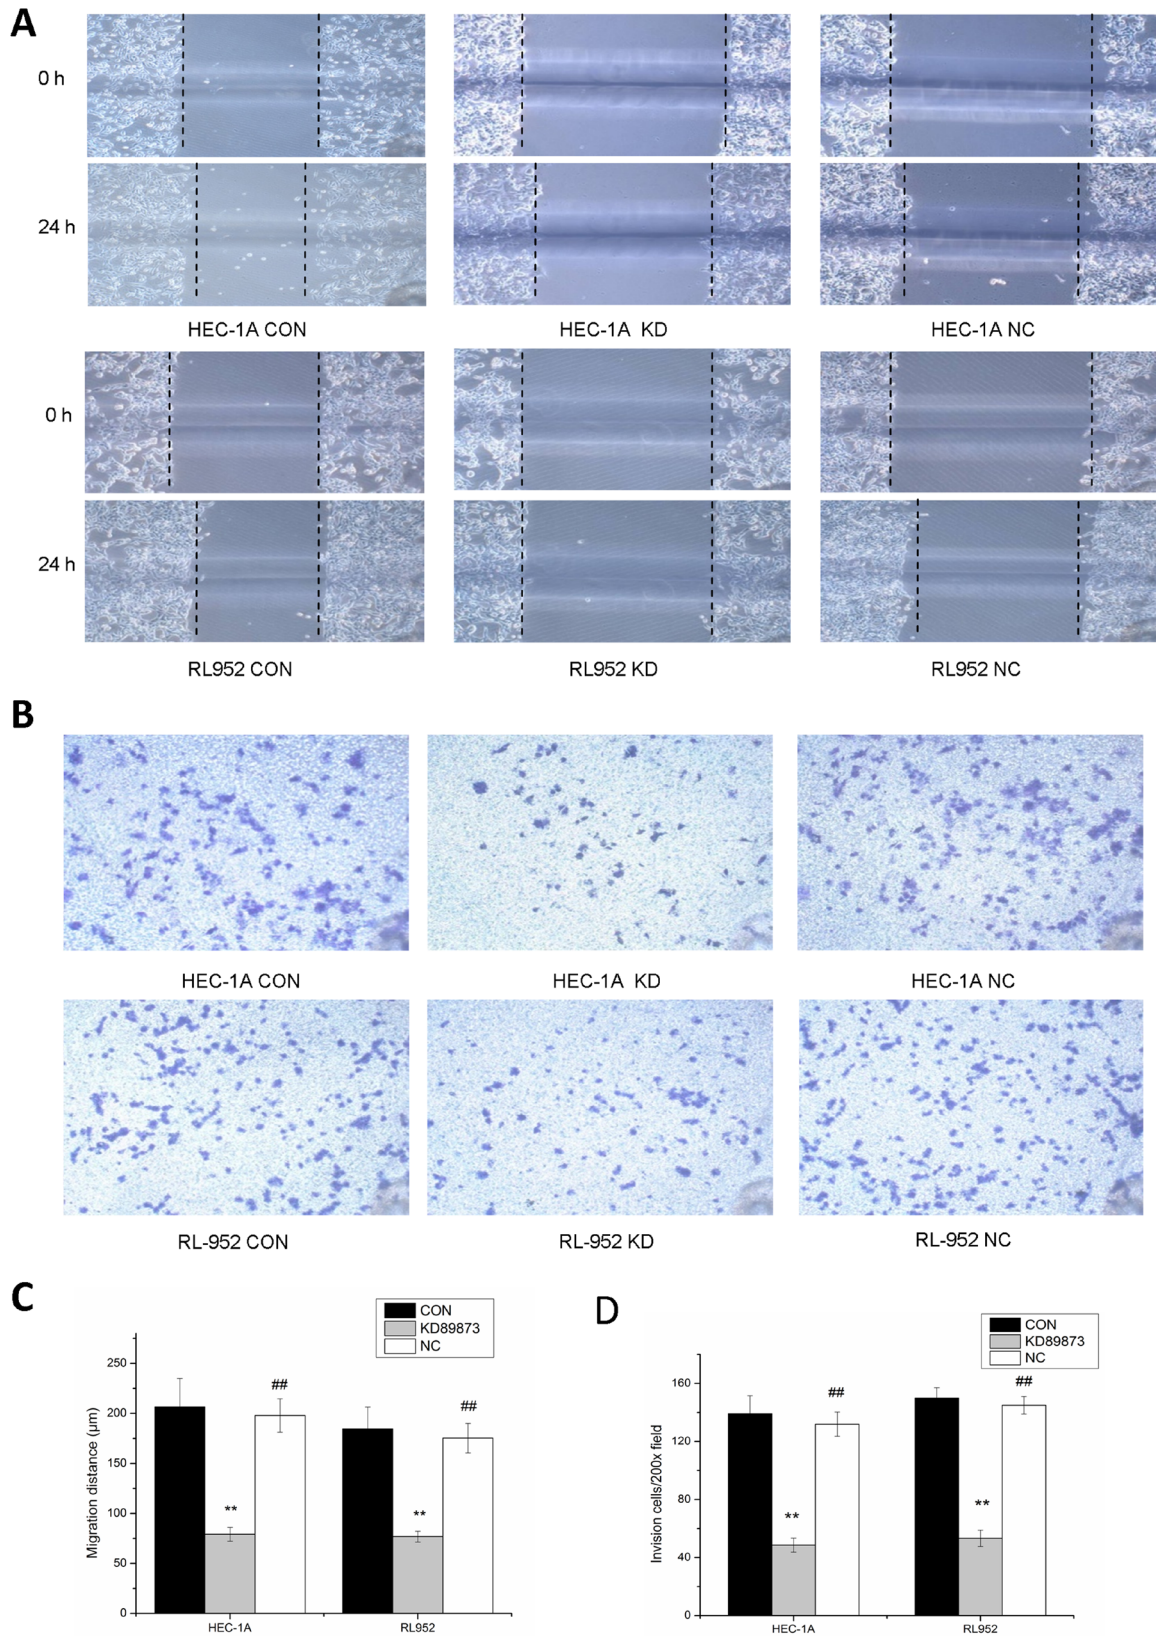 A
0 h
24 h
HEC-1A CON
HEC-1A KD
HEC-1A NC
0 h
24 h
RL952 CON
RL952 KD
RL952 NC
B
HEC-1A CON
HEC-1A KD
HEC-1A NC
RL-952 CON
RL-952 KD
RL-952 NC
C
CON
KD89873
NC
Migration distance (μm)
250
200
150
100
50
0
##
##
**
**
HEC-1A
RL952
D
CON
KD89873
NC
Invision cells/200x field
160
120
80
40
0
##
##
**
**
HEC-1A
RL952